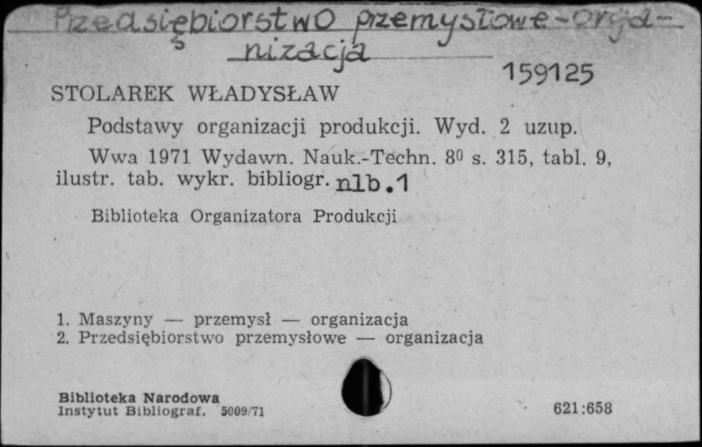 Przedsiębiorstwo przemysłowe - orga-
nizacja
159125
STOLAREK WŁADYSŁAW
Podstawy organizacji produkcji. Wyd. 2 uzup.
Wwa 1971 Wydawn. Nauk.-Techn. 8⁰ s. 315, tabl. 9,
ilustr. tab. wykr. bibliogr. nlb.1
Biblioteka Organizatora Produkcji
1. Maszyny — przemysł — organizacja
2. Przedsiębiorstwo przemysłowe — organizacja
Biblioteka Narodowa
Instytut Bibliograf. 5009/71
621:658